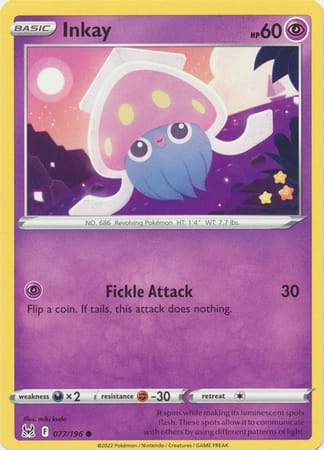 BASIC Inkay HP 60
NO. 686 Revolving Pokémon HT: 1'4" WT: 7.7 lbs.
Fickle Attack 30
Flip a coin. If tails, this attack does nothing.
weakness ×2 resistance -30 retreat
Illus. miki kudo
It spins while making its luminescent spots
flash. These spots allow it to communicate
with others by using different patterns of light.
F 077/196
©2022 Pokémon / Nintendo / Creatures / GAME FREAK